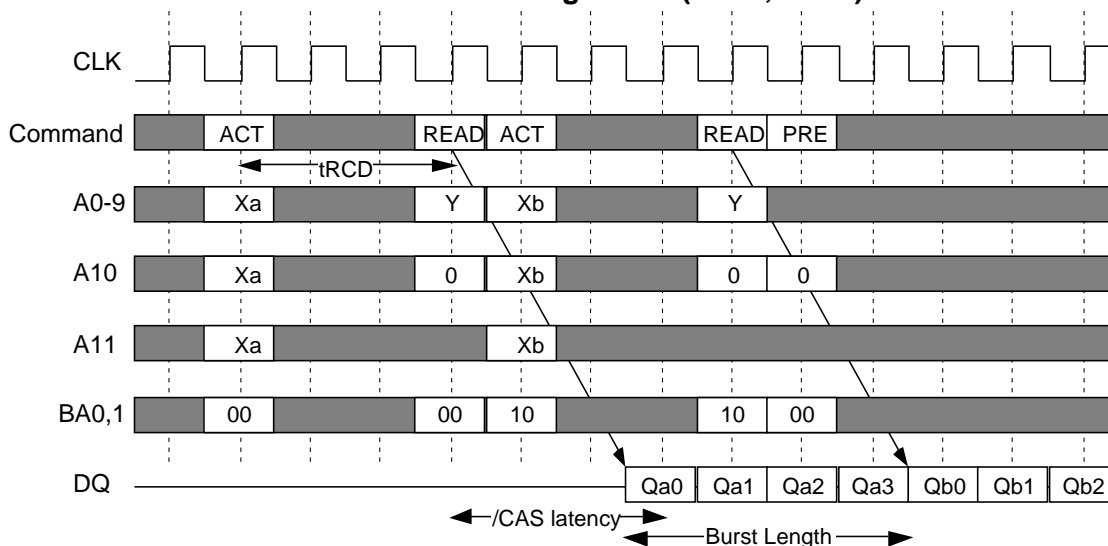 CLK
Command ACT READ ACT READ PRE
tRCD
A0-9 Xa Y Xb Y
A10 Xa 0 Xb 0 0
A11 Xa Xb
BA0,1 00 00 10 10 00
DQ Qa0 Qa1 Qa2 Qa3 Qb0 Qb1 Qb2
/CAS latency
Burst Length